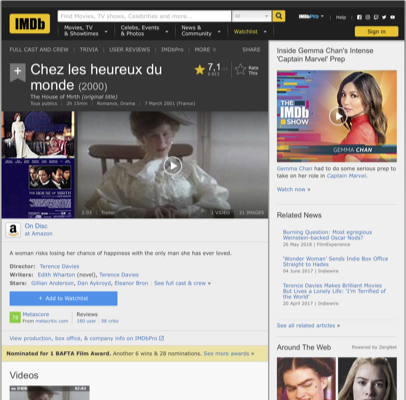 IMDb
Find Movies, TV shows, Celebrities and more...
All
IMDbPro
Help
Movies, TV & Showtimes
Celebs, Events & Photos
News & Community
Watchlist
Sign in
FULL CAST AND CREW | TRIVIA | USER REVIEWS | IMDbPro | MORE
SHARE
Chez les heureux du
monde (2000)
The House of Mirth (original title)
7,1
Rate This
Tous publics | 2h 15min | Romance, Drama | 7 March 2001 (France)
THE HOUSE OF MIRTH
2:03 | Trailer
1 VIDEO
21 IMAGES
On Disc
at Amazon
A woman risks losing her chance of happiness with the only man she has ever loved.
Director: Terence Davies
Writers: Edith Wharton (novel), Terence Davies
Stars: Gillian Anderson, Dan Aykroyd, Eleanor Bron | See full cast & crew »
+ Add to Watchlist
Metascore
From metacritic.com
Reviews
160 user | 98 critic
View production, box office, & company info on IMDbPro
Nominated for 1 BAFTA Film Award. Another 6 wins & 28 nominations. See more awards »
Videos
Inside Gemma Chan's Intense
'Captain Marvel' Prep
THE
IMDb
SHOW
GEMMA CHAN
Gemma Chan had to do some serious prep
to take on her role in Captain Marvel.
Watch now »
Related News
Burning Question: Most egregious
Weinstein-backed Oscar Nods?
26 May 2018 | FilmExperience
'Wonder Woman' Sends Indie Box Office
Straight to Hades
04 June 2017 | Indiewire
Terence Davies Makes Brilliant Movies
But Lives a Lonely Life: 'I'm Terrified of
the World'
20 April 2017 | Indiewire
See all related articles »
Around The Web
Powered by ZergNet